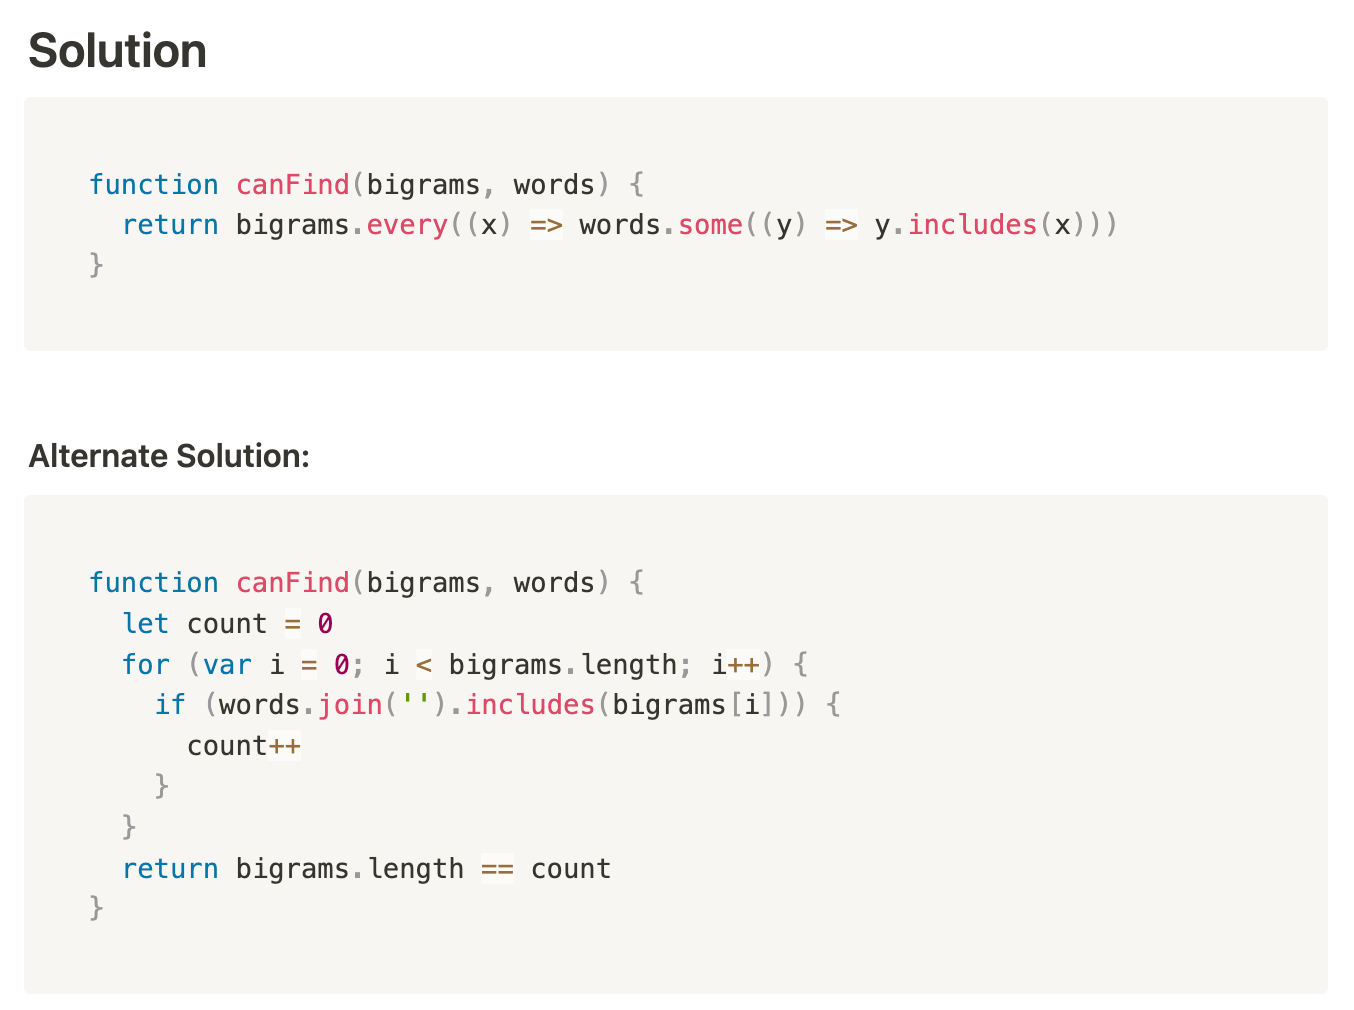 Solution
function canFind(bigrams, words) {
  return bigrams.every((x) => words.some((y) => y.includes(x)))
}
Alternate Solution:
function canFind(bigrams, words) {
  let count = 0
  for (var i = 0; i < bigrams.length; i++) {
    if (words.join('').includes(bigrams[i])) {
      count++
    }
  }
  return bigrams.length == count
}